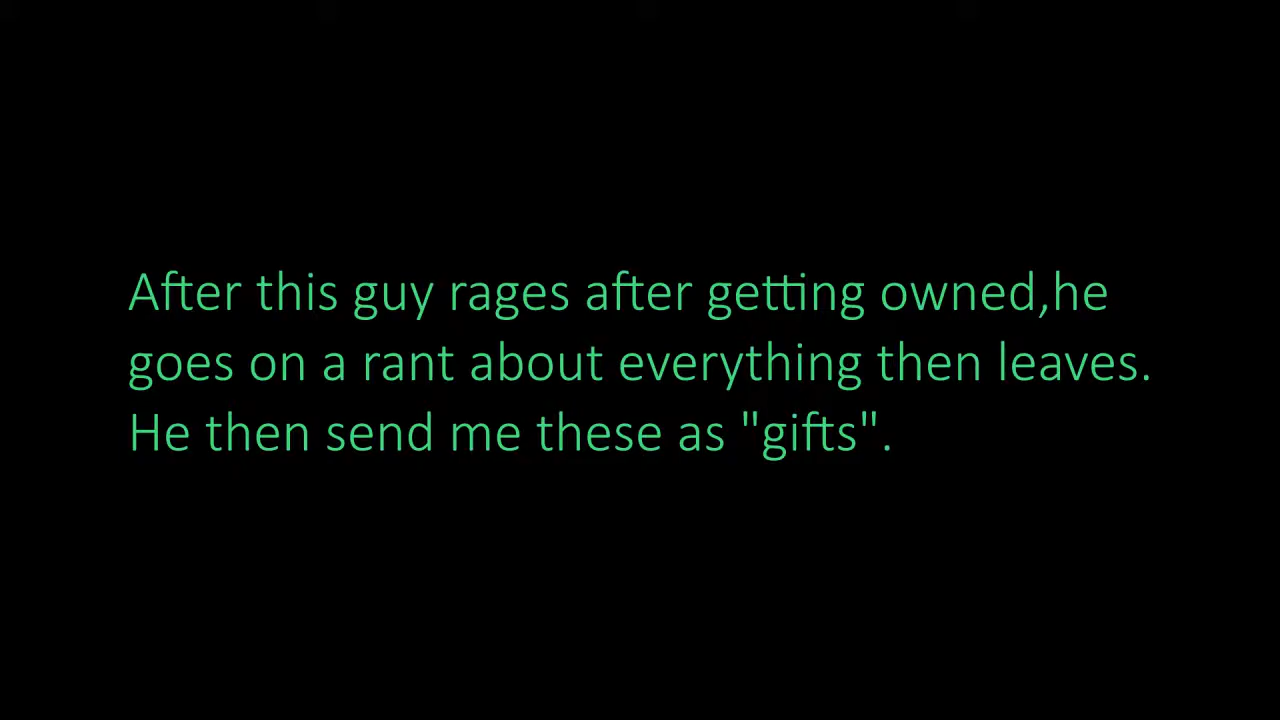 After this guy rages after getting owned,he
goes on a rant about everything then leaves.
He then send me these as "gifts".